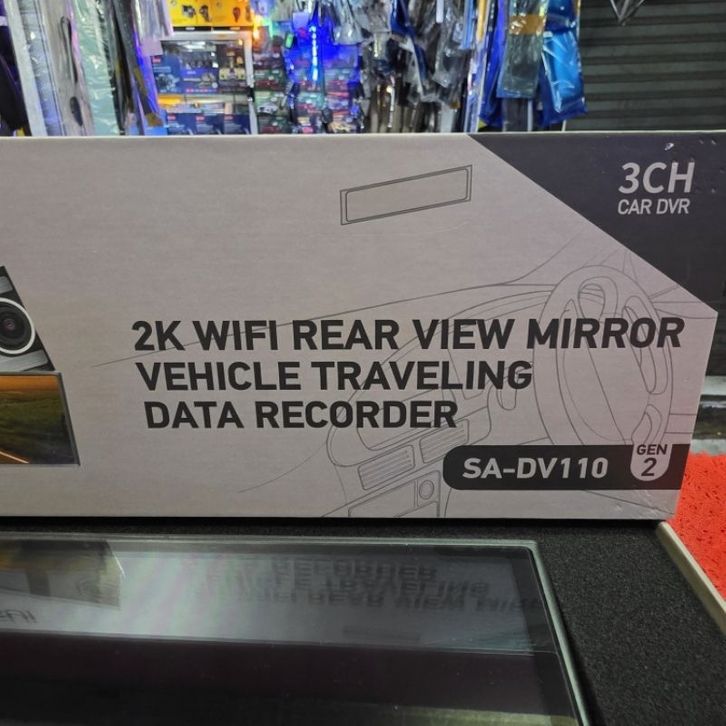 3CH
CAR DVR
2K WIFI REAR VIEW MIRROR
VEHICLE TRAVELING
DATA RECORDER
SA-DV110
GEN
2